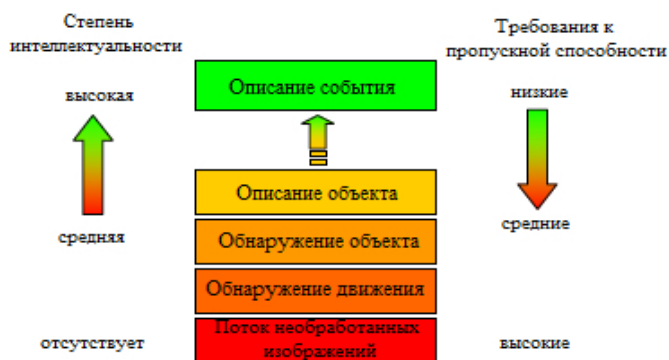 Степень
интеллектуальности
Требования к
пропускной способности
высокая
Описание события
низкие
Описание объекта
средняя
средние
Обнаружение объекта
Обнаружение движения
отсутствует
Поток необработанных
изображений
высокие